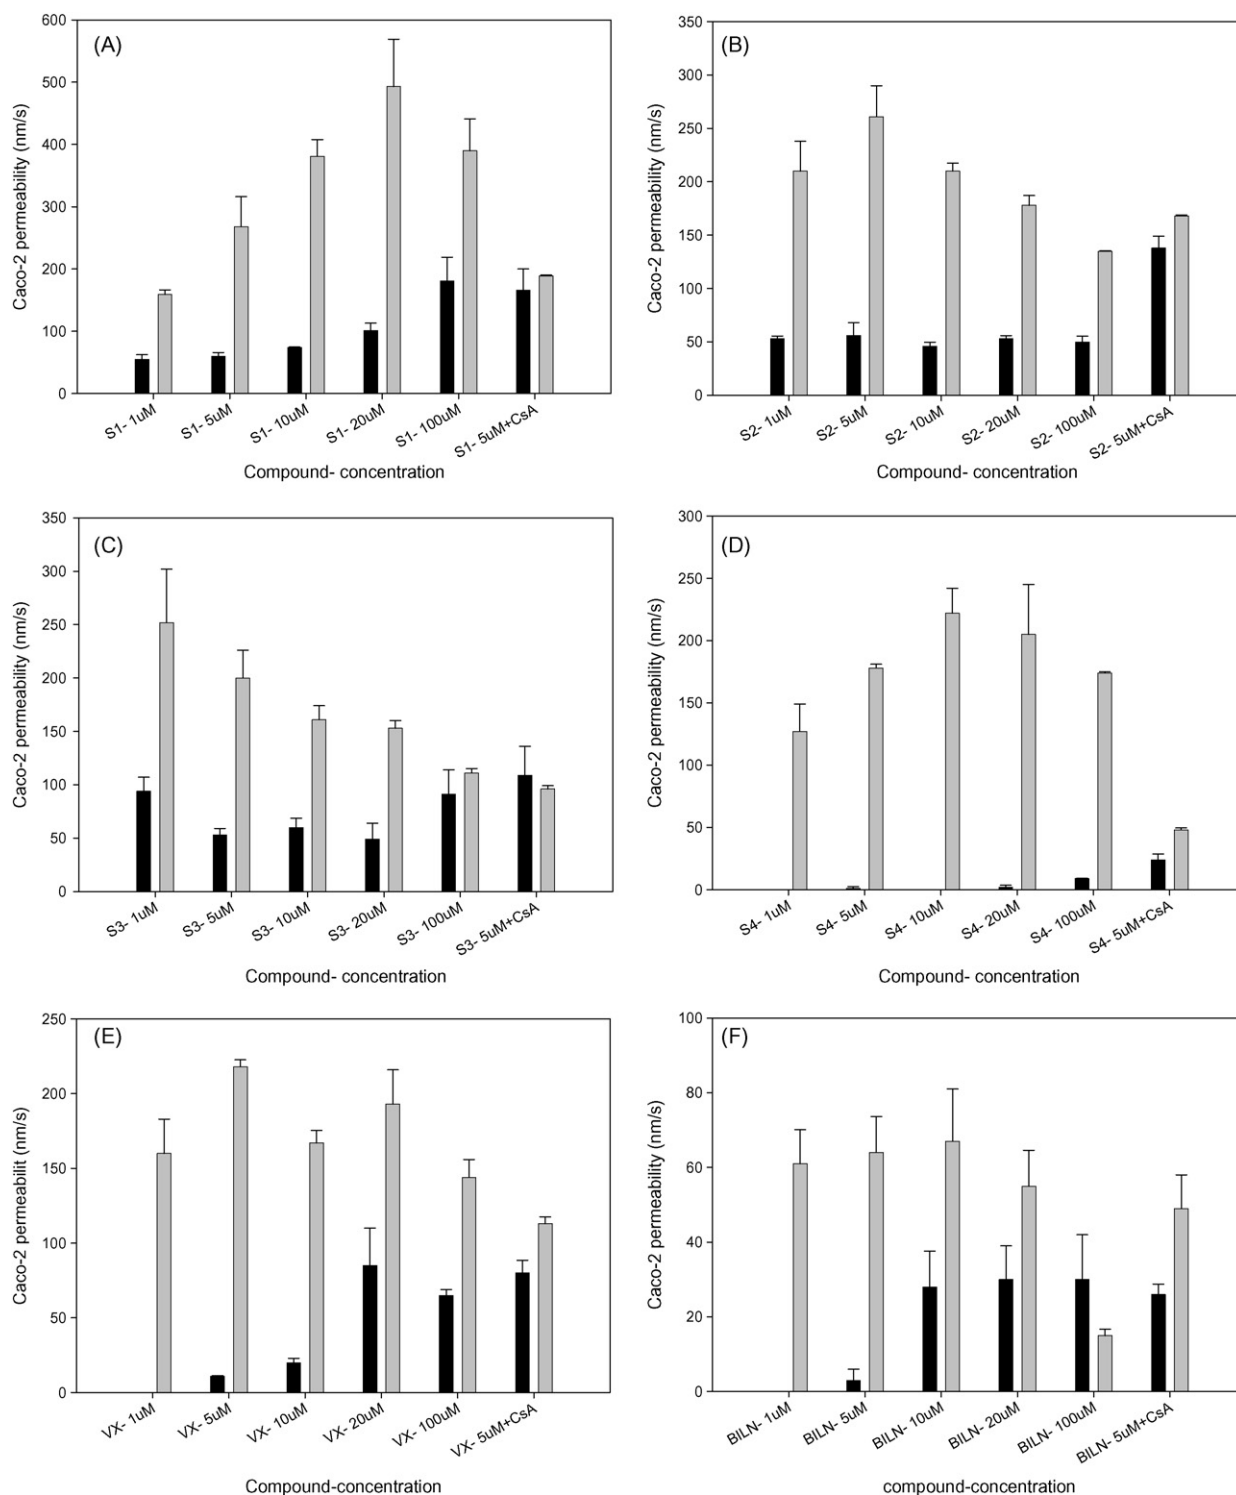 (A)
Caco-2 permeability (nm/s)
600
500
400
300
200
100
0
S1- 1uM
S1- 5uM
S1- 10uM
S1- 20uM
S1- 100uM
S1- 5uM+CsA
Compound- concentration
(B)
Caco-2 permeability (nm/s)
350
300
250
200
150
100
50
0
S2- 1uM
S2- 5uM
S2- 10uM
S2- 20uM
S2- 100uM
S2- 5uM+CsA
Compound- concentration
(C)
Caco-2 permeability (nm/s)
350
300
250
200
150
100
50
0
S3- 1uM
S3- 5uM
S3- 10uM
S3- 20uM
S3- 100uM
S3- 5uM+CsA
Compound- concentration
(D)
Caco-2 permeability (nm/s)
300
250
200
150
100
50
0
S4- 1uM
S4- 5uM
S4- 10uM
S4- 20uM
S4- 100uM
S4- 5uM+CsA
Compound- concentration
(E)
Caco-2 permeabilit (nm/s)
250
200
150
100
50
0
VX- 1uM
VX- 5uM
VX- 10uM
VX- 20uM
VX- 100uM
VX- 5uM+CsA
Compound-concentration
(F)
Caco-2 permeability (nm/s)
100
80
60
40
20
0
BILN- 1uM
BILN- 5uM
BILN- 10uM
BILN- 20uM
BILN- 100uM
BILN- 5uM+CsA
compound-concentration